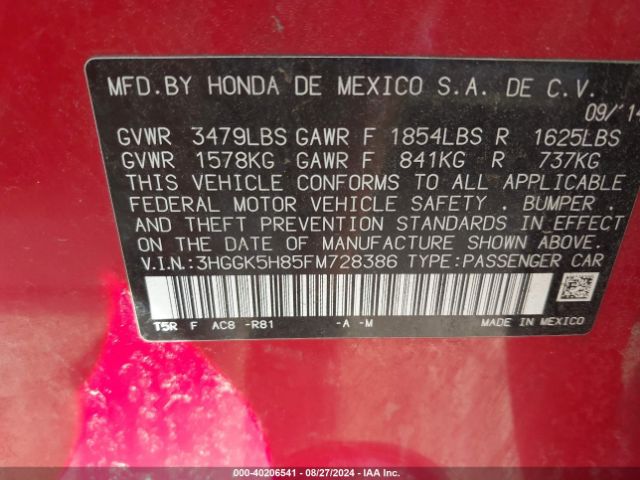 MFD.BY HONDA DE MEXICO S.A. DE C.V.
09/'14
GVWR 3479LBS GAWR F 1854LBS R 1625LBS
GVWR 1578KG GAWR F 841KG R 737KG
THIS VEHICLE CONFORMS TO ALL APPLICABLE
FEDERAL MOTOR VEHICLE SAFETY . BUMPER .
AND THEFT PREVENTION STANDARDS IN EFFECT
ON THE DATE OF MANUFACTURE SHOWN ABOVE.
V.I.N.:3HGGK5H85FM728386 TYPE:PASSENGER CAR
T5R F AC8 -R81 -A -M MADE IN MEXICO
000-40206541 | 08/27/2024 | IAA Inc.